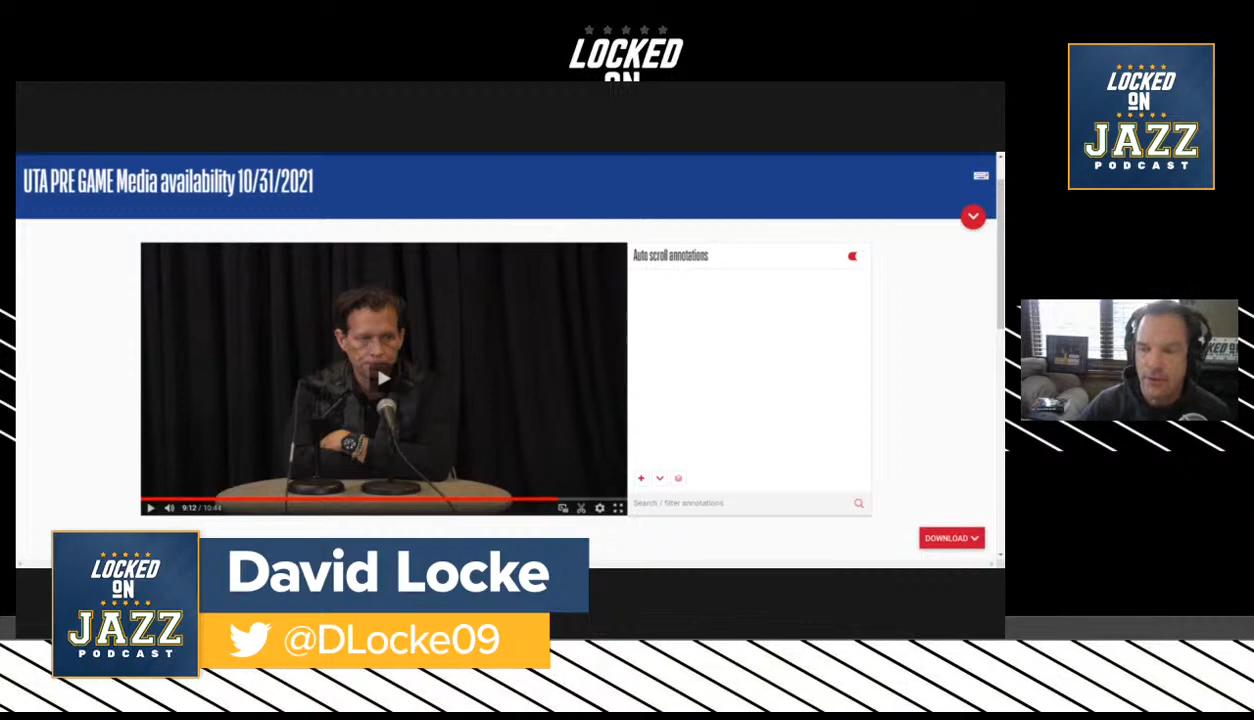 LOCKED
ON
LOCKED
ON
JAZZ
PODCAST
UTA PRE GAME Media availability 10/31/2021
Auto scroll annotations
9:12 / 10:44
Search / filter annotations
DOWNLOAD
LOCKED
ON
JAZZ
PODCAST
David Locke
@DLocke09